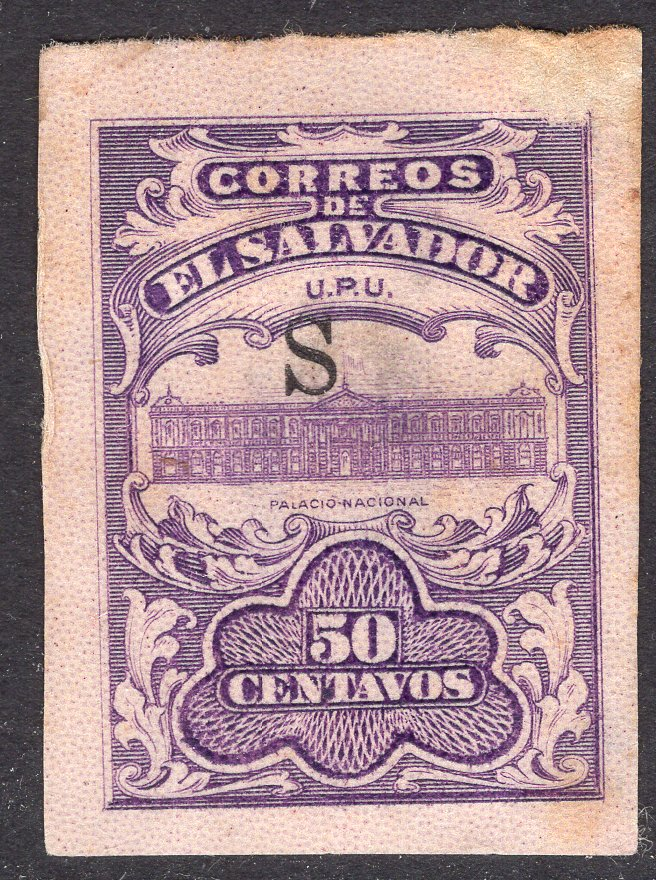 CORREOS
DE
EL SALVADOR
U.P.U.
S
PALACIO NACIONAL
50
CENTAVOS